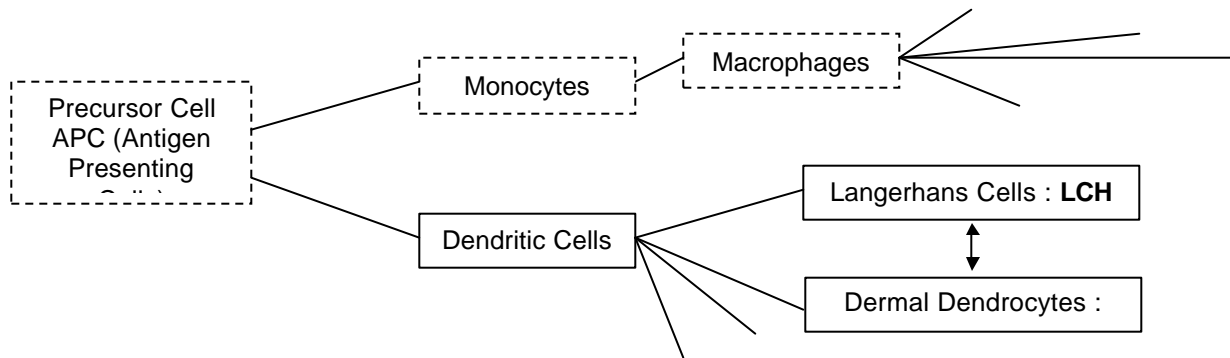 Precursor Cell
APC (Antigen
Presenting
Monocytes
Macrophages
Dendritic Cells
Langerhans Cells : LCH
Dermal Dendrocytes :